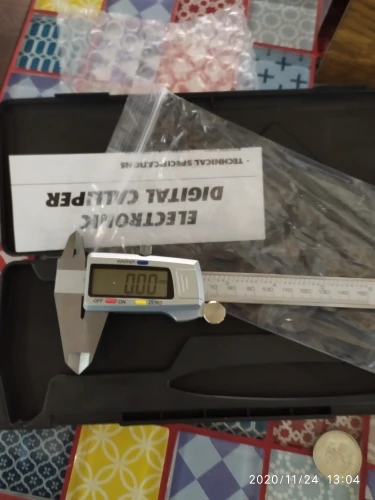 ELECTRONIC
DIGITAL CALIPER
· TECHNICAL SPECIFICATIONS
0.00
OFF ON ZERO
2020/11/24 13:04